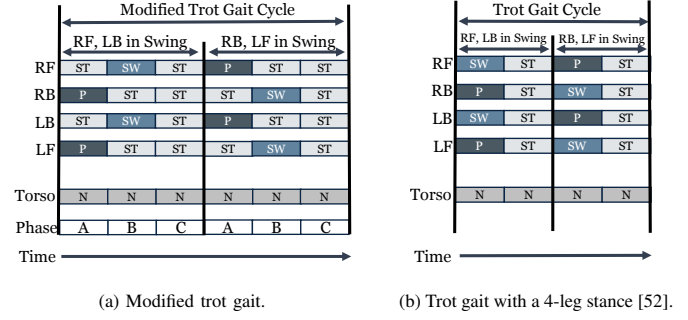 Modified Trot Gait Cycle
RF, LB in Swing RB, LF in Swing
RF ST SW ST P ST ST
RB P ST ST ST SW ST
LB ST SW ST P ST ST
LF P ST ST ST SW ST
Torso N N N N N N
Phase A B C A B C
Time
(a) Modified trot gait.
Trot Gait Cycle
RF, LB in Swing RB, LF in Swing
RF SW ST P ST
RB P ST SW ST
LB SW ST P ST
LF P ST SW ST
Torso N N N N
Time
(b) Trot gait with a 4-leg stance [52].